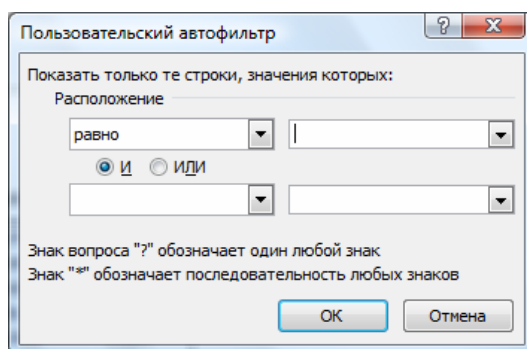 Пользовательский автофильтр
Показать только те строки, значения которых:
Расположение
равно
И ИЛИ
Знак вопроса "?" обозначает один любой знак
Знак "*" обозначает последовательность любых знаков
ОК Отмена